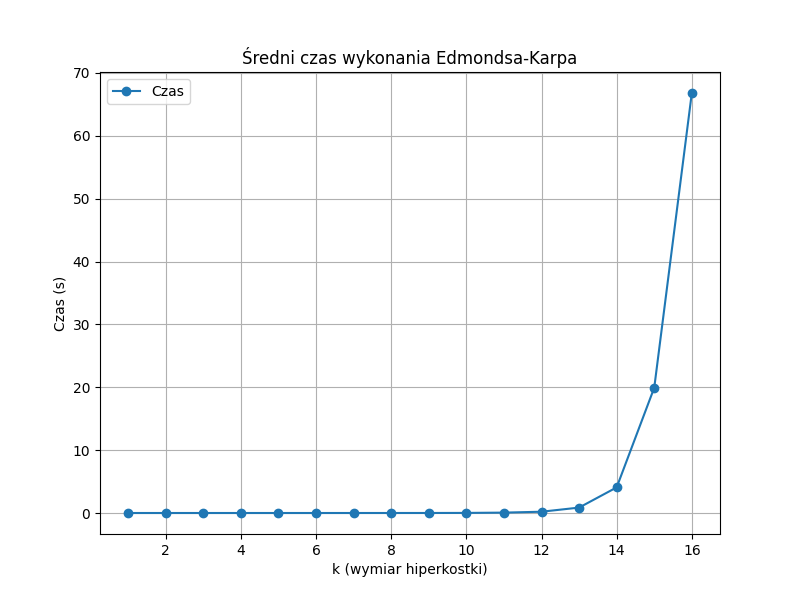 Średni czas wykonania Edmondsa-Karpa
Czas
70
60
50
40
30
20
10
0
Czas (s)
2 4 6 8 10 12 14 16
k (wymiar hiperkostki)